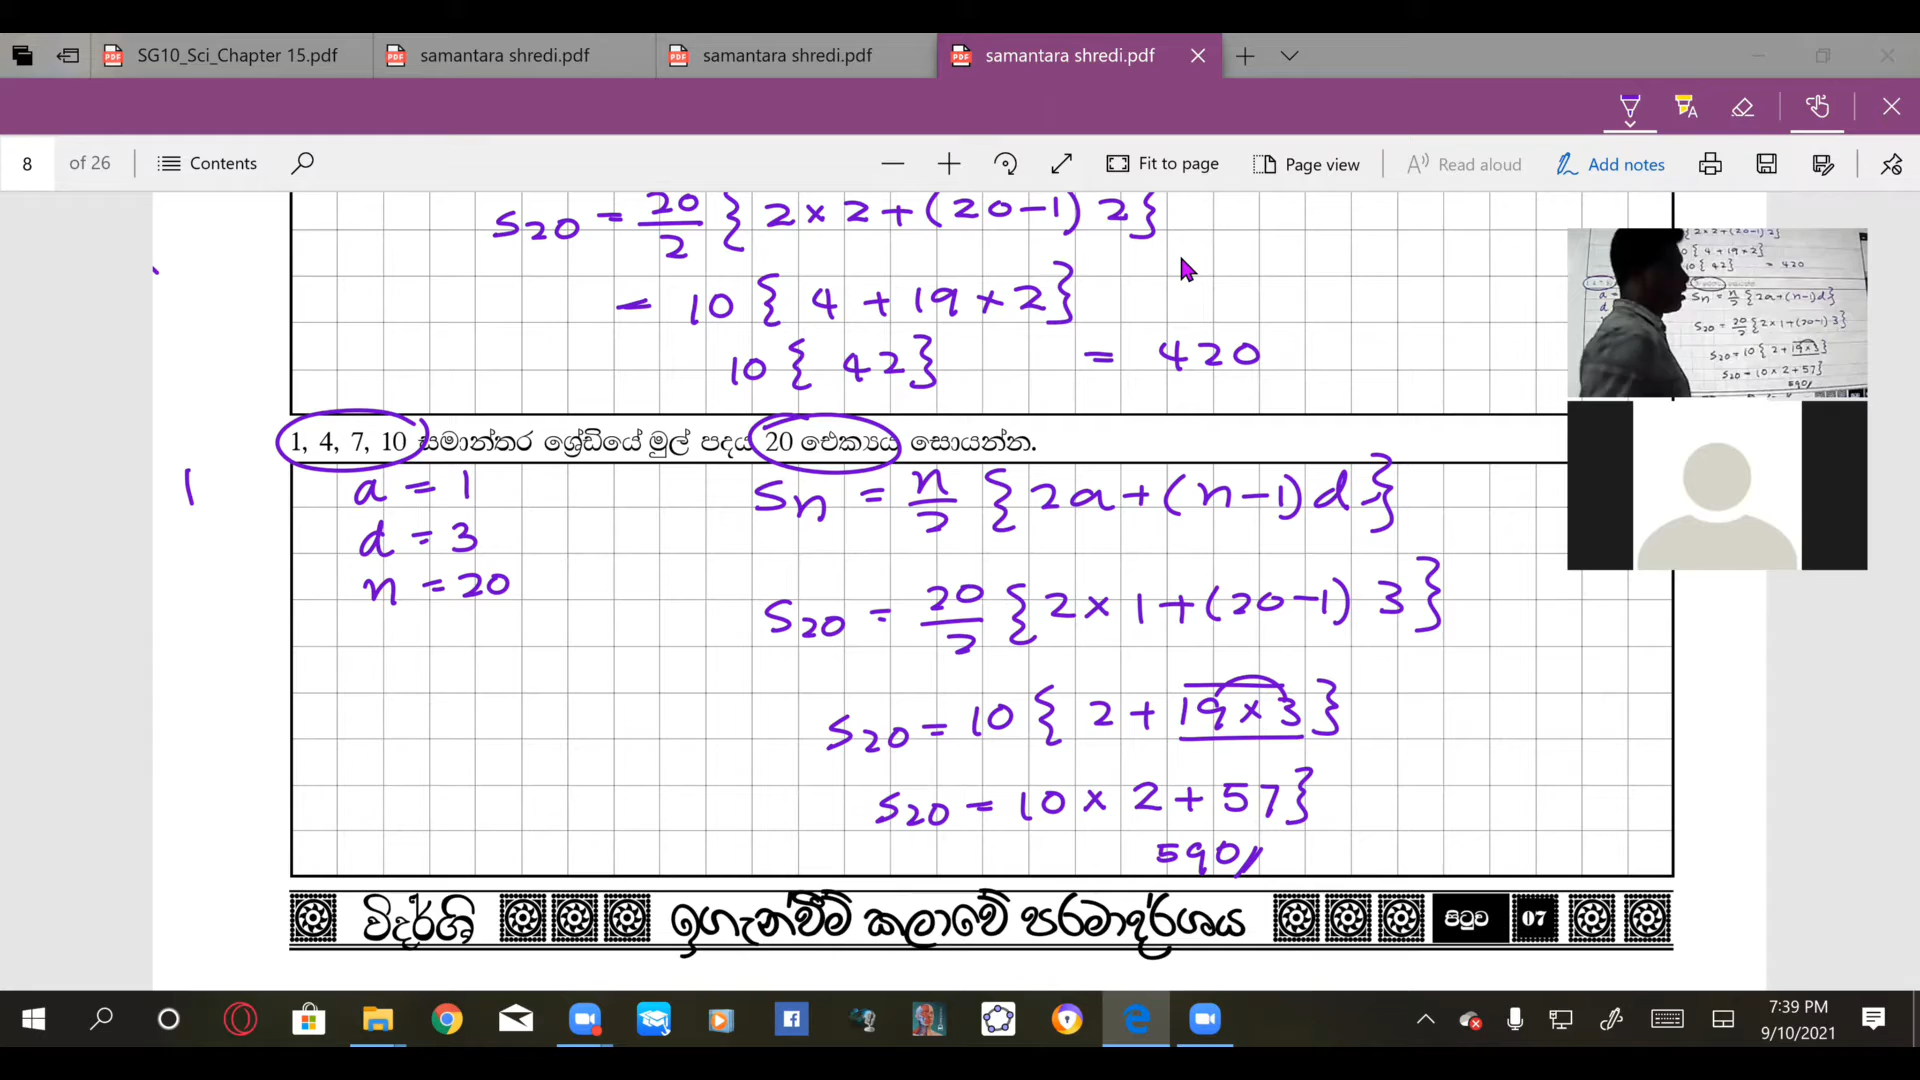 SG10_Sci_Chapter 15.pdf
samantara shredi.pdf
samantara shredi.pdf
samantara shredi.pdf
8 of 26
Contents
Fit to page
Page view
Read aloud
Add notes
S20 = 20/2 { 2 × 2 + (20-1) 2 }
= 10 { 4 + 19 × 2 }
10 { 42 } = 420
1, 4, 7, 10 සමාන්තර ශ්‍රේඩියේ මුල් පදය 20 ඓක්‍යය සොයන්න.
a = 1
d = 3
n = 20
Sn = n/2 { 2a + (n-1) d }
S20 = 20/2 { 2 × 1 + (20-1) 3 }
S20 = 10 { 2 + 19 × 3 }
S20 = 10 × 2 + 57 }
590
විදර්ශි
ඉගැන්වීම් කලාවේ පරමාදර්ශය
පිටුව 07
7:39 PM
9/10/2021